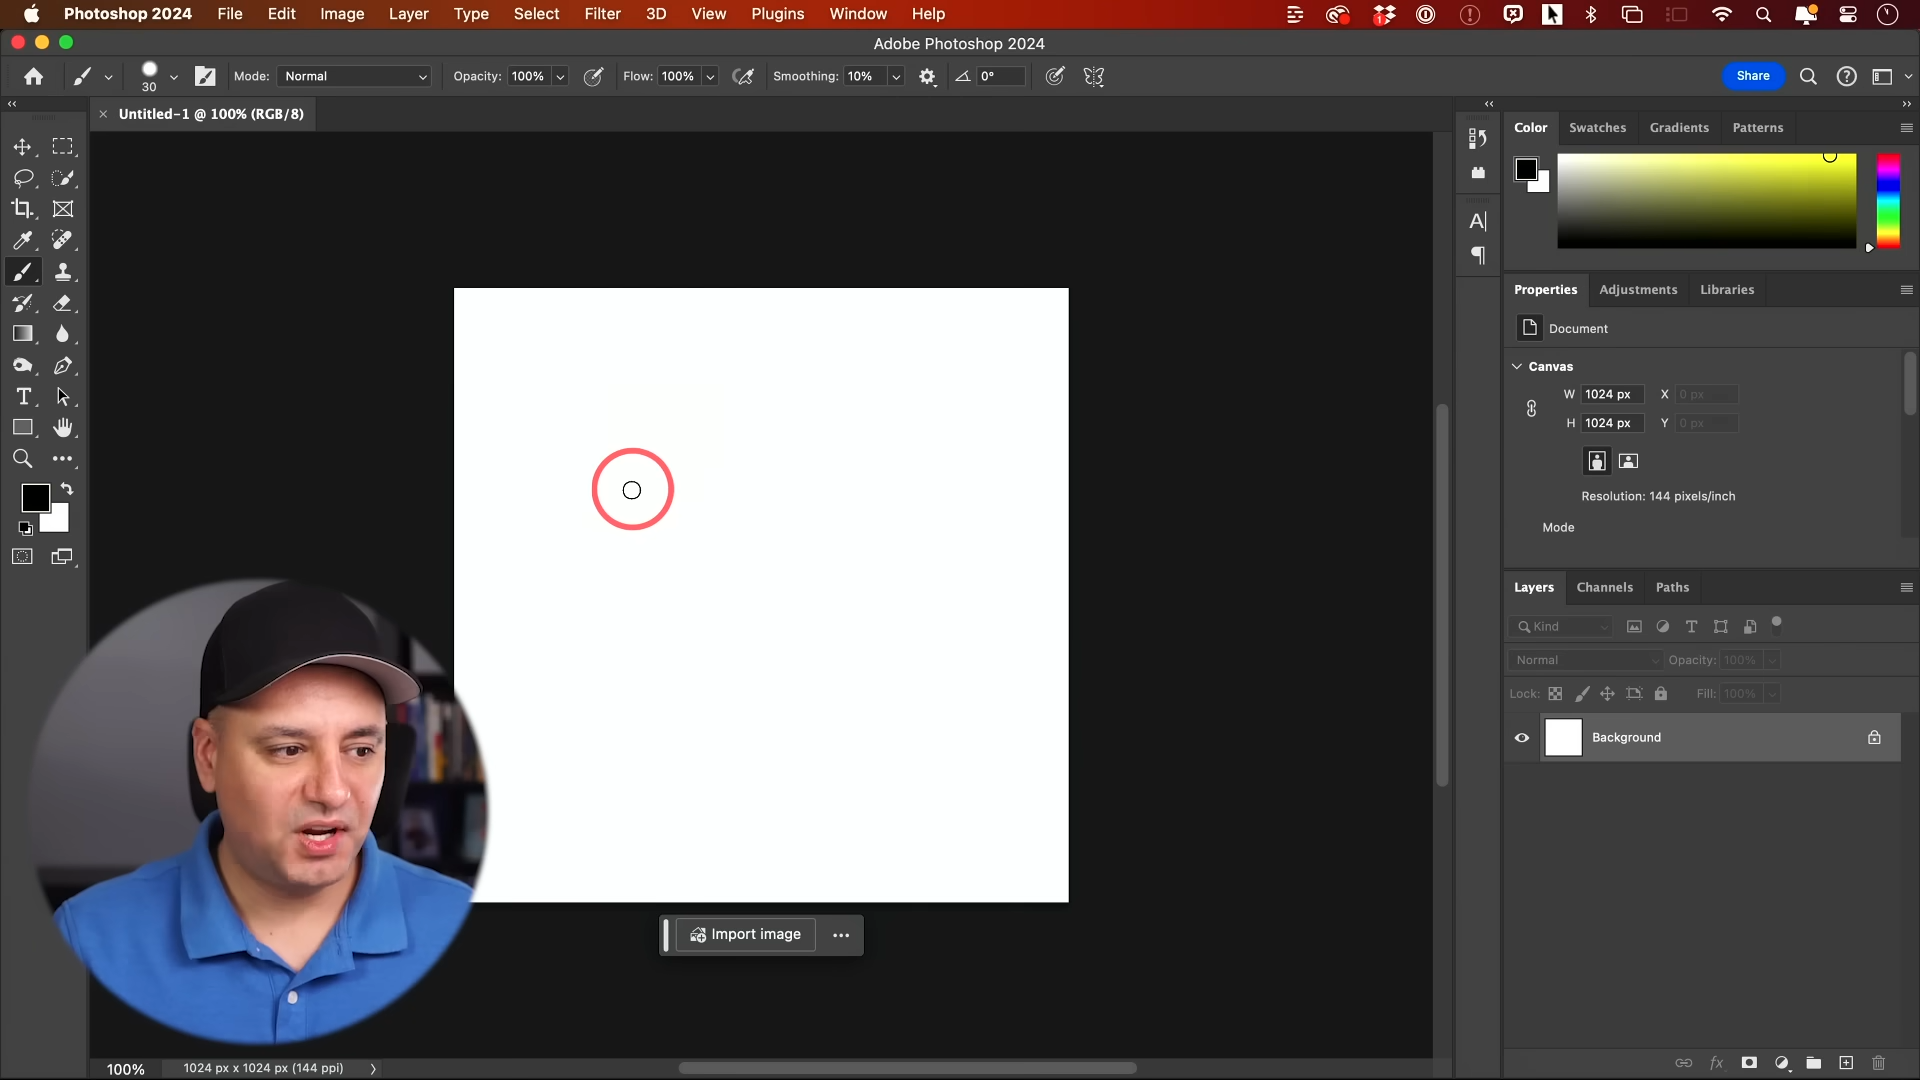 Photoshop 2024 File Edit Image Layer Type Select Filter 3D View Plugins Window Help
Adobe Photoshop 2024
30 Mode: Normal Opacity: 100% Flow: 100% Smoothing: 10% 0° Share
× Untitled-1 @ 100% (RGB/8)
Color Swatches Gradients Patterns
Properties Adjustments Libraries
Document
Canvas
W 1024 px X 0 px
H 1024 px Y 0 px
Resolution: 144 pixels/inch
Mode
Layers Channels Paths
Kind
Normal Opacity: 100%
Lock: Fill: 100%
Background
Import image
100% 1024 px x 1024 px (144 ppi)